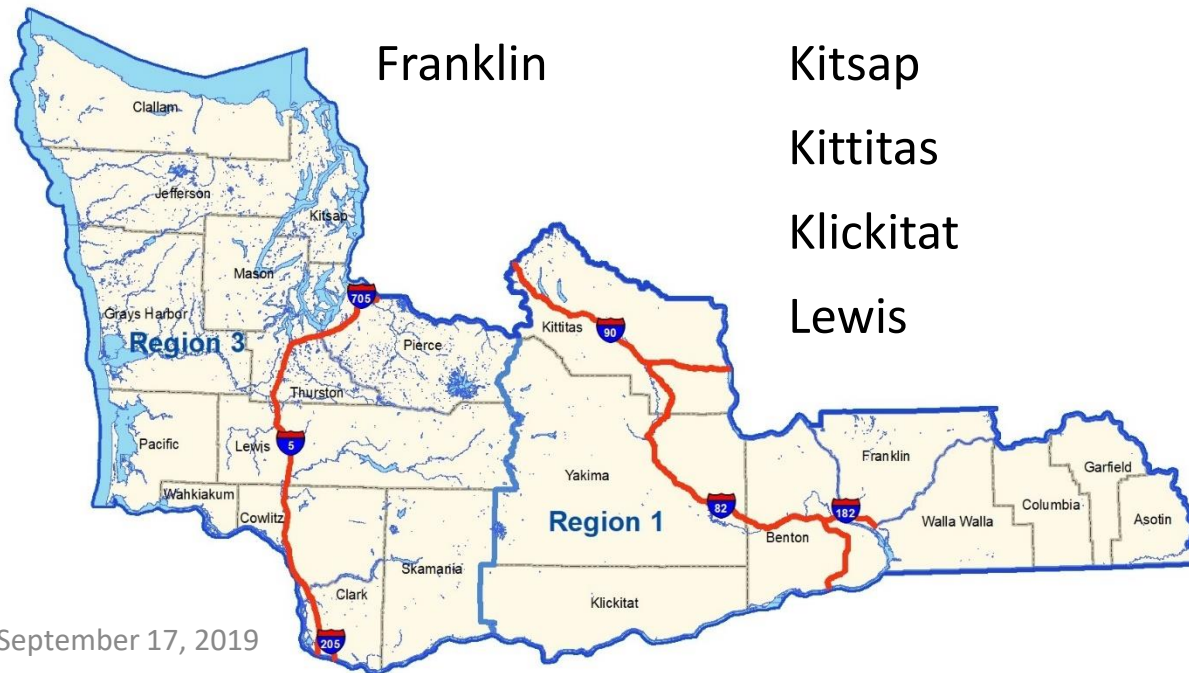 Franklin
Kitsap
Kittitas
Klickitat
Lewis
Clallam
Jefferson
Kitsap
Mason
Grays Harbor
Region 3
705
Pierce
Thurston
Kittitas
90
Pacific
Lewis
5
Wahkiakum
Cowlitz
Yakima
Region 1
82
Franklin
182
Benton
Walla Walla
Columbia
Garfield
Asotin
Skamania
Clark
Klickitat
205
September 17, 2019